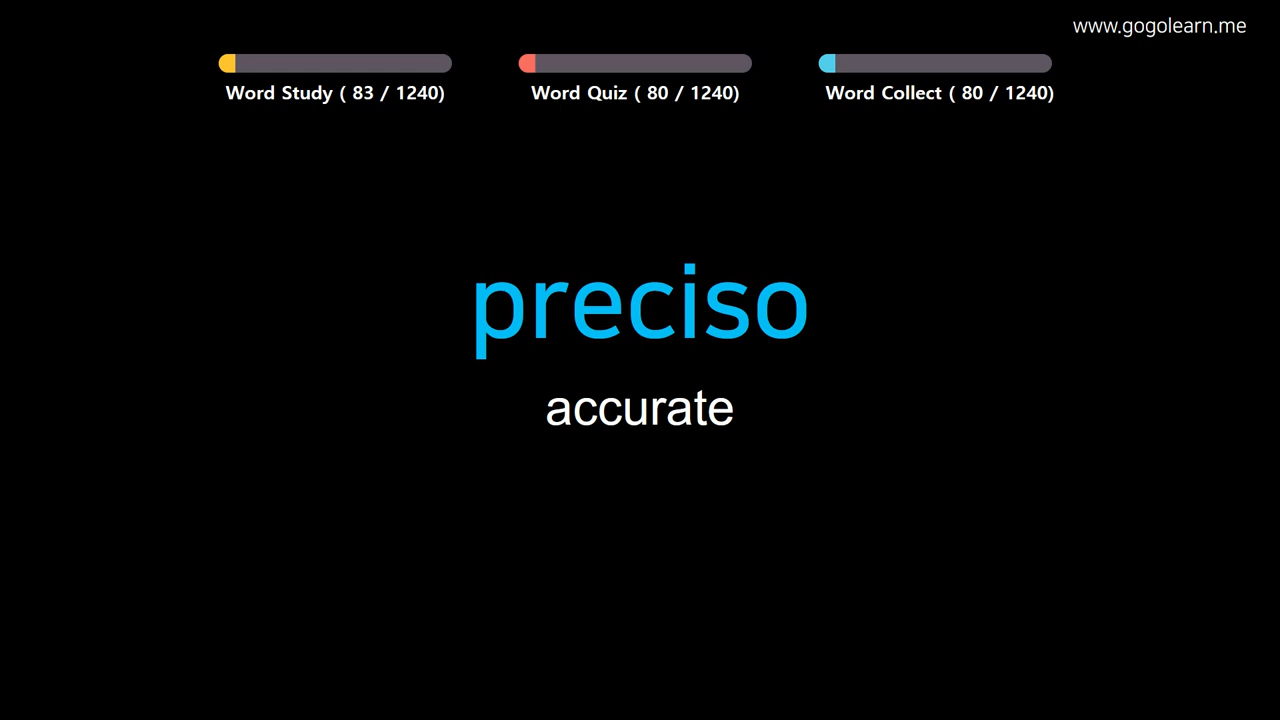 www.gogolearn.me
Word Study ( 83 / 1240)
Word Quiz ( 80 / 1240)
Word Collect ( 80 / 1240)
preciso
accurate